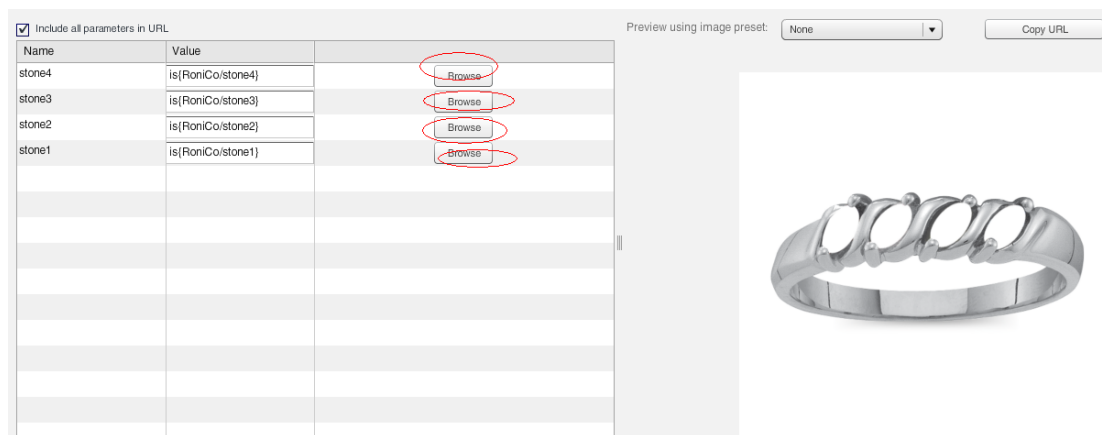 Include all parameters in URL
Preview using image preset: None Copy URL
Name Value
stone4 is{RoniCo/stone4} Browse
stone3 is{RoniCo/stone3} Browse
stone2 is{RoniCo/stone2} Browse
stone1 is{RoniCo/stone1} Browse